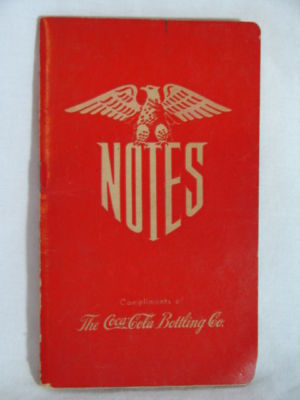 NOTES
Compliments of
The Coca-Cola Bottling Co.